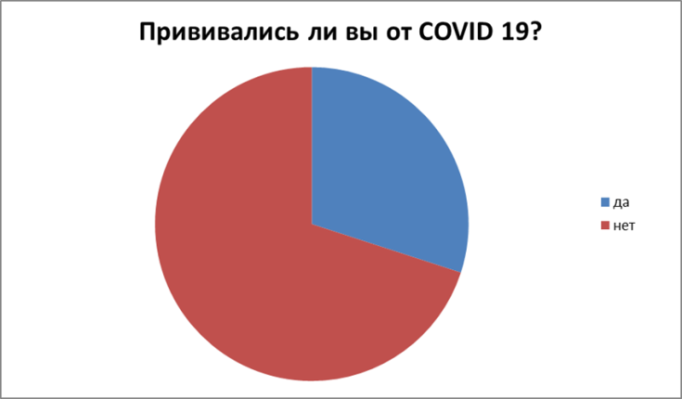 Прививались ли вы от COVID 19?
да
нет